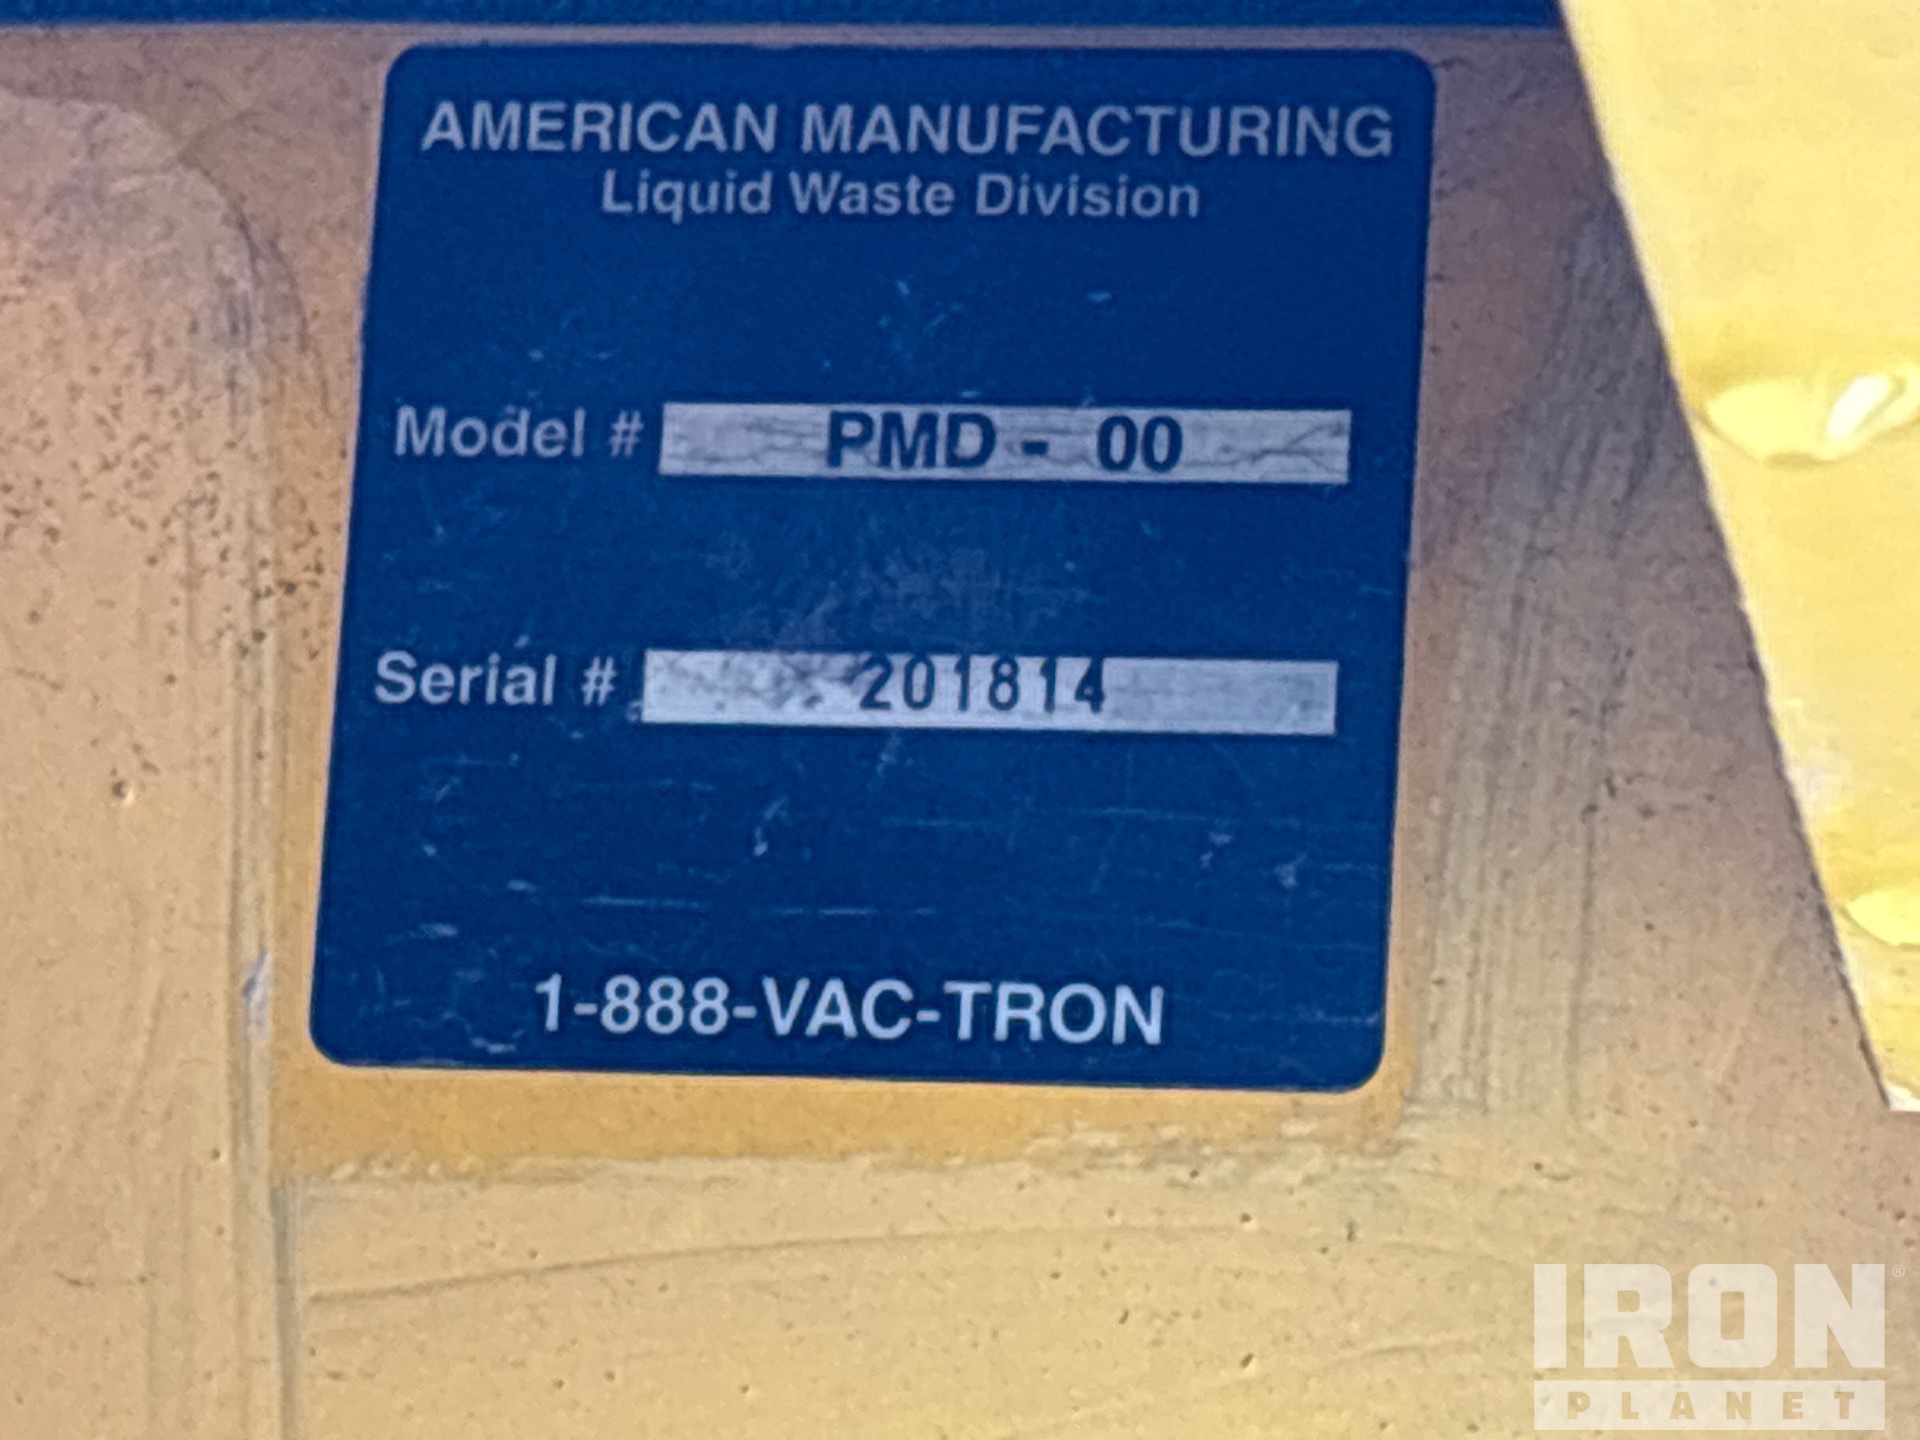 AMERICAN MANUFACTURING
Liquid Waste Division
Model # PMD - 00
Serial # 201814
1-888-VAC-TRON
IRON®
PLANET